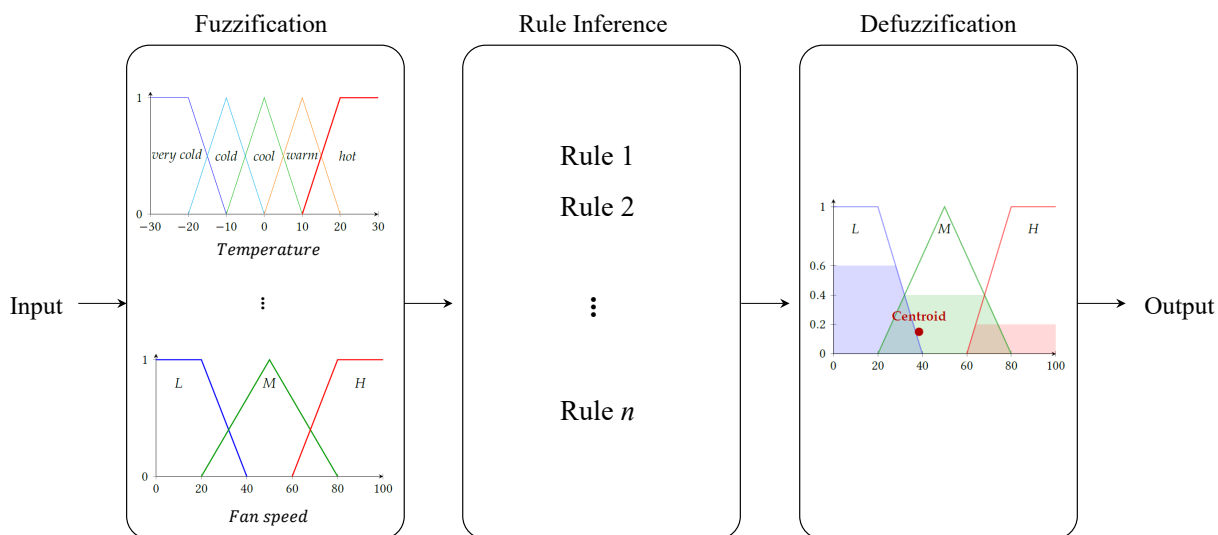 Fuzzification
Rule Inference
Defuzzification
Input
1
very cold
cold
cool
warm
hot
0
−30
−20
−10
0
10
20
30
Temperature
⋮
1
L
M
H
0
0
20
40
60
80
100
Fan speed
Rule 1
Rule 2
⋮
Rule n
1
L
M
H
0.6
0.4
Centroid
0.2
0
0
20
40
60
80
100
Output